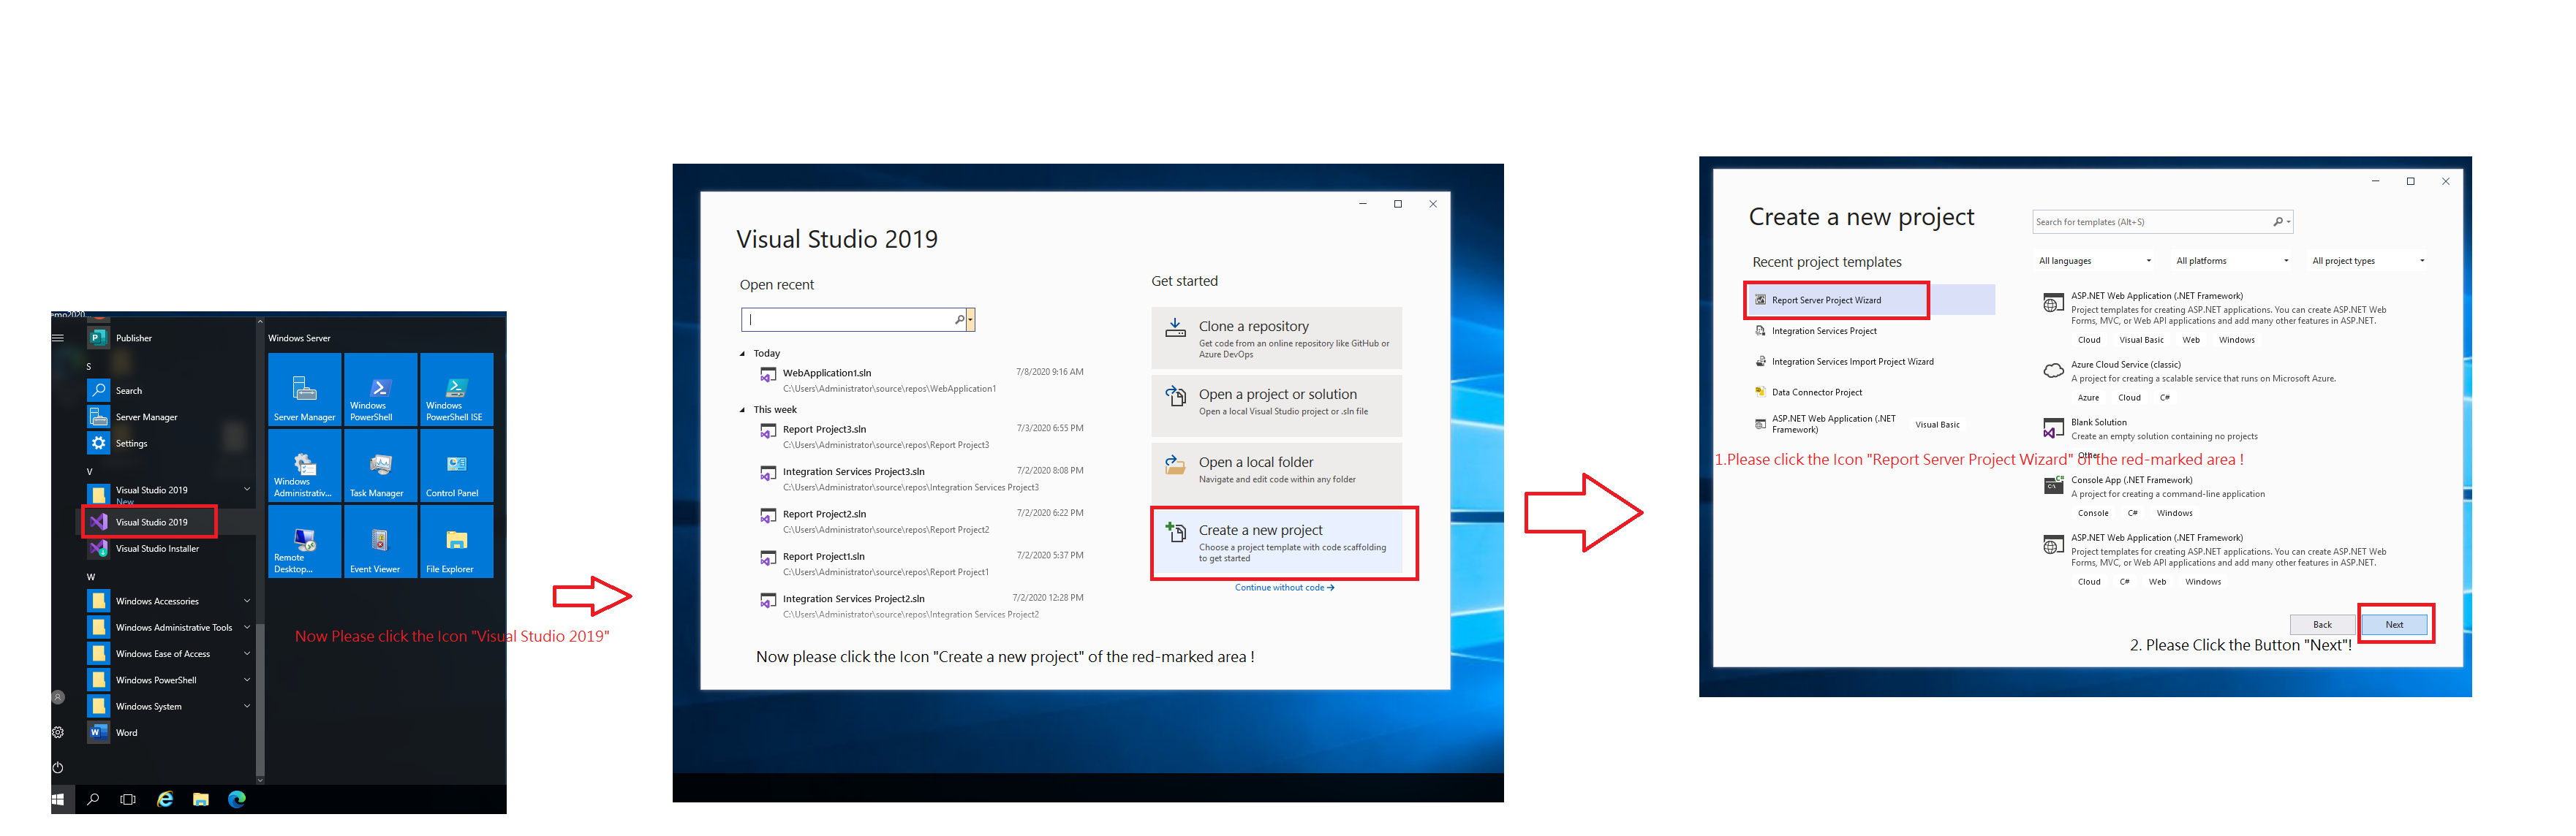 emp2020
Publisher
S
Search
Server Manager
Settings
V
Visual Studio 2019
New
Visual Studio 2019
Visual Studio Installer
W
Windows Accessories
Windows Administrative Tools
Windows Ease of Access
Windows PowerShell
Windows System
Word
Windows Server
Server Manager
Windows
PowerShell
Windows
PowerShell ISE
Windows
Administrativ...
Task Manager
Control Panel
Remote
Desktop...
Event Viewer
File Explorer
Now Please click the Icon "Visual Studio 2019"
Visual Studio 2019
Open recent
Today
WebApplication1.sln
7/8/2020 9:16 AM
C:\Users\Administrator\source\repos\WebApplication1
This week
Report Project3.sln
7/3/2020 6:55 PM
C:\Users\Administrator\source\repos\Report Project3
Integration Services Project3.sln
7/2/2020 8:08 PM
C:\Users\Administrator\source\repos\Integration Services Project3
Report Project2.sln
7/2/2020 6:22 PM
C:\Users\Administrator\source\repos\Report Project2
Report Project1.sln
7/2/2020 5:37 PM
C:\Users\Administrator\source\repos\Report Project1
Integration Services Project2.sln
7/2/2020 12:28 PM
C:\Users\Administrator\source\repos\Integration Services Project2
Get started
Clone a repository
Get code from an online repository like GitHub or
Azure DevOps
Open a project or solution
Open a local Visual Studio project or .sln file
Open a local folder
Navigate and edit code within any folder
Create a new project
Choose a project template with code scaffolding
to get started
Continue without code →
Now please click the Icon "Create a new project" of the red-marked area !
Create a new project
Recent project templates
Report Server Project Wizard
Integration Services Project
Integration Services Import Project Wizard
Data Connector Project
ASP.NET Web Application (.NET
Framework)
Visual Basic
Search for templates (Alt+S)
All languages
All platforms
All project types
ASP.NET Web Application (.NET Framework)
Project templates for creating ASP.NET applications. You can create ASP.NET Web
Forms, MVC, or Web API applications and add many other features in ASP.NET.
Cloud Visual Basic Web Windows
Azure Cloud Service (classic)
A project for creating a scalable service that runs on Microsoft Azure.
Azure Cloud C#
Blank Solution
Create an empty solution containing no projects
Other
1.Please click the Icon "Report Server Project Wizard" of the red-marked area !
Console App (.NET Framework)
A project for creating a command-line application
Console C# Windows
ASP.NET Web Application (.NET Framework)
Project templates for creating ASP.NET applications. You can create ASP.NET Web
Forms, MVC, or Web API applications and add many other features in ASP.NET.
Cloud C# Web Windows
Back
Next
2. Please Click the Button "Next"!